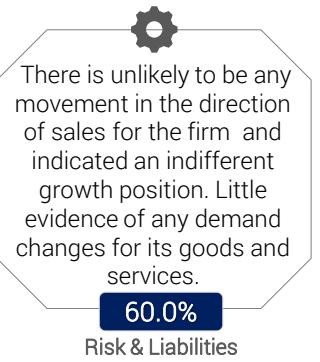 There is unlikely to be any
movement in the direction
of sales for the firm  and
indicated an indifferent
growth position. Little
evidence of any demand
changes for its goods and
services.
60.0%
Risk & Liabilities